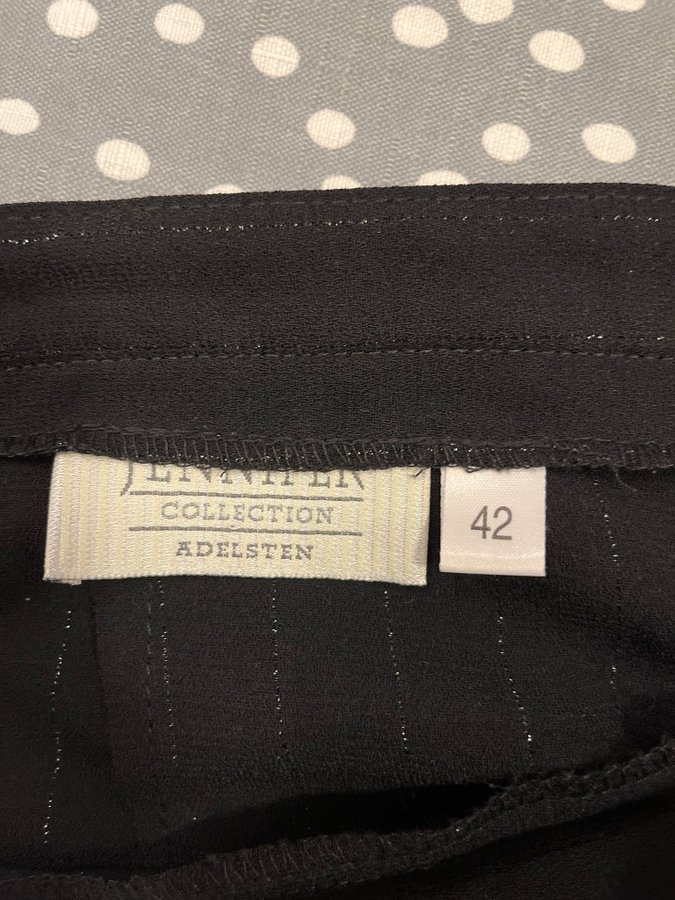 JENNIFER
COLLECTION
ADELSTEN
42